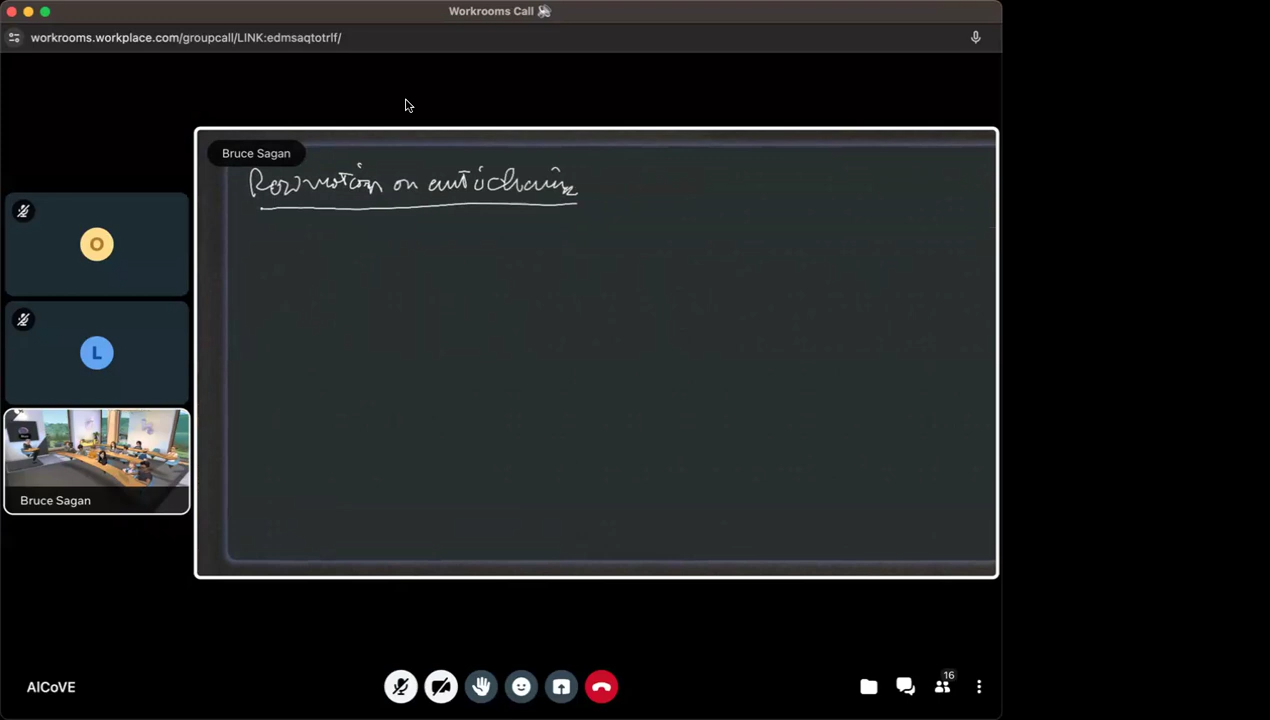 Workrooms Call
workrooms.workplace.com/groupcall/LINK:edmsaqtotrlf/
Bruce Sagan
Rowmotion on antichains
O
L
Bruce Sagan
AICoVE
16